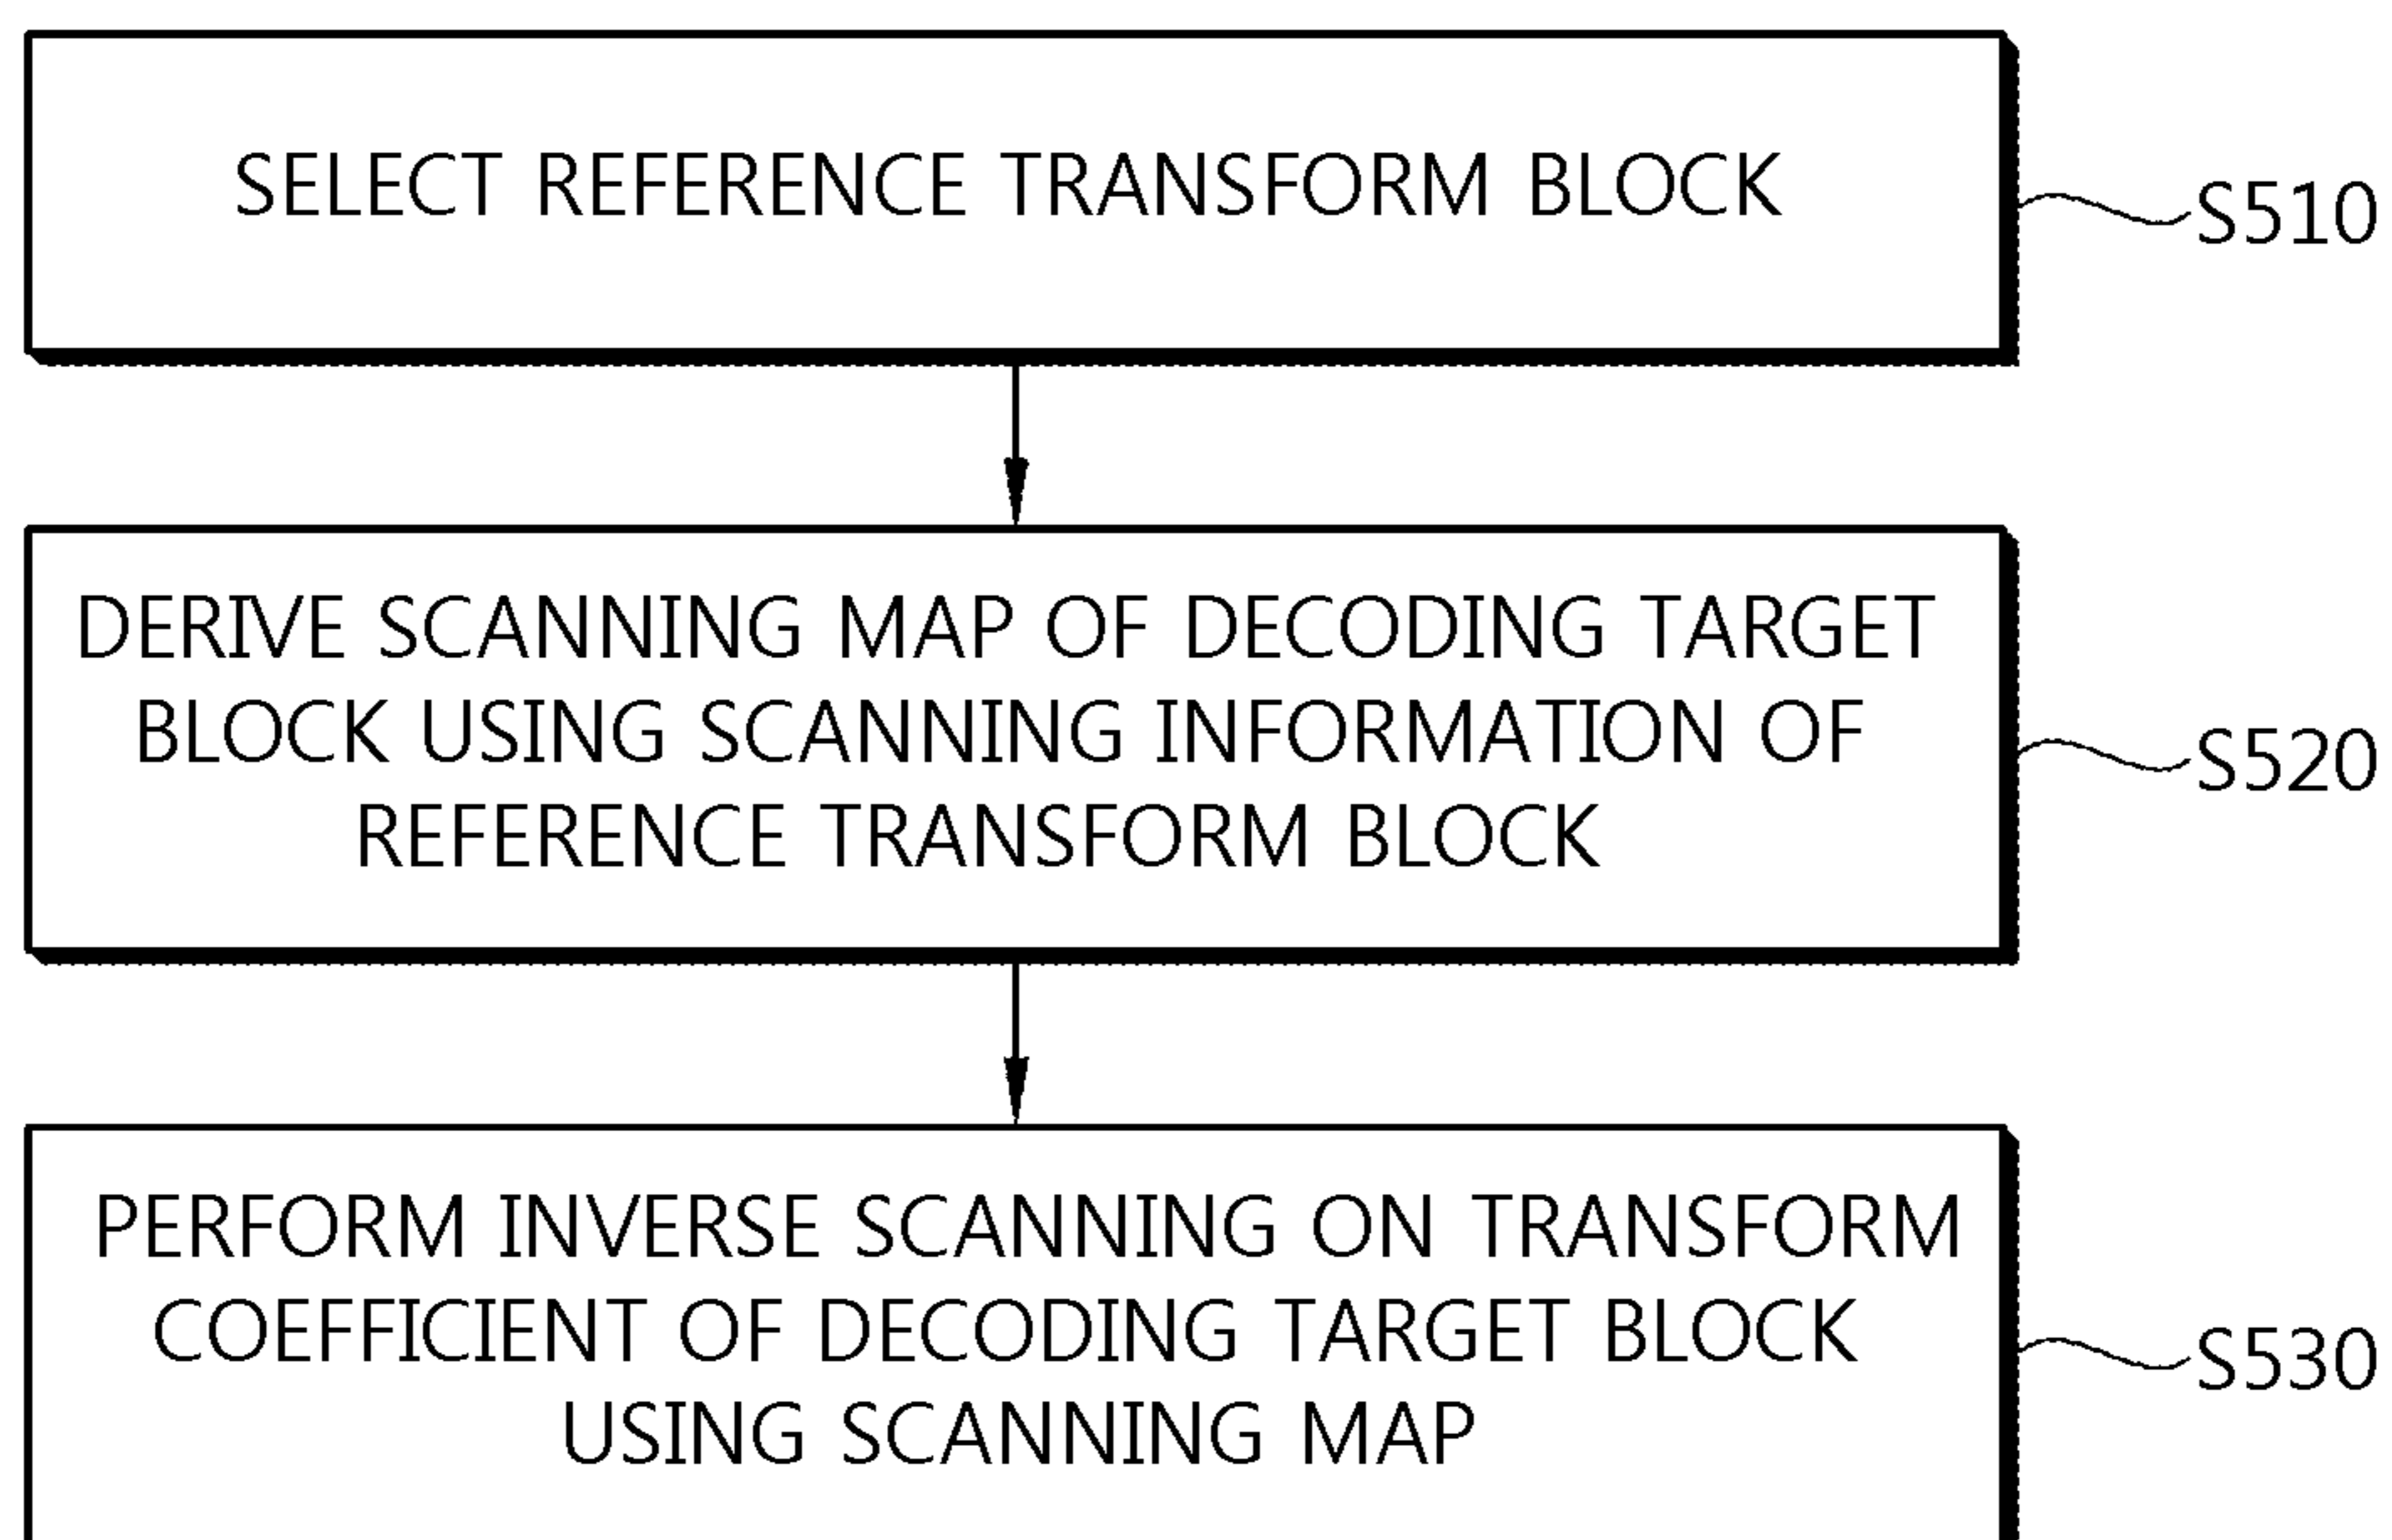 SELECT REFERENCE TRANSFORM BLOCK
S510
DERIVE SCANNING MAP OF DECODING TARGET
BLOCK USING SCANNING INFORMATION OF
REFERENCE TRANSFORM BLOCK
S520
PERFORM INVERSE SCANNING ON TRANSFORM
COEFFICIENT OF DECODING TARGET BLOCK
USING SCANNING MAP
S530